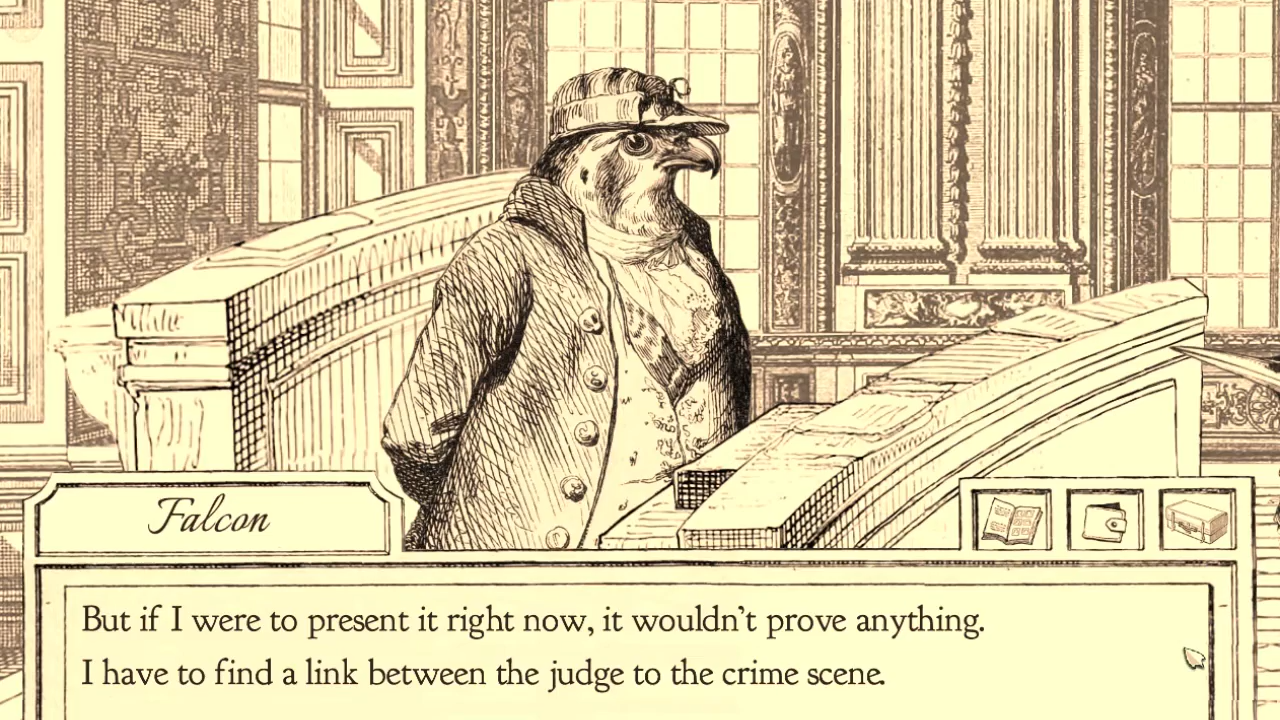 Falcon
But if I were to present it right now, it wouldn't prove anything.
I have to find a link between the judge to the crime scene.